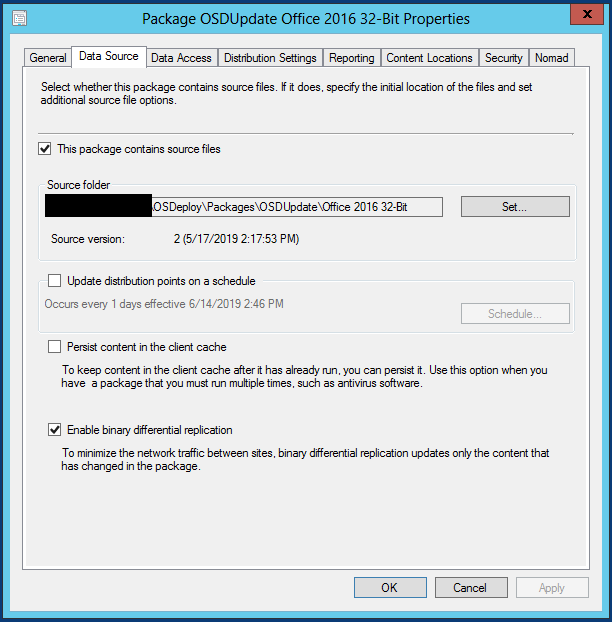 Package OSDUpdate Office 2016 32-Bit Properties
x
General Data Source Data Access Distribution Settings Reporting Content Locations Security Nomad
Select whether this package contains source files. If it does, specify the initial location of the files and set
additional source file options.
This package contains source files
Source folder
\OSDeploy\Packages\OSDUpdate\Office 2016 32-Bit Set...
Source version: 2 (5/17/2019 2:17:53 PM)
Update distribution points on a schedule
Occurs every 1 days effective 6/14/2019 2:46 PM
Schedule...
Persist content in the client cache
To keep content in the client cache after it has already run, you can persist it. Use this option when you
have a package that you must run multiple times, such as antivirus software.
Enable binary differential replication
To minimize the network traffic between sites, binary differential replication updates only the content that
has changed in the package.
OK Cancel Apply